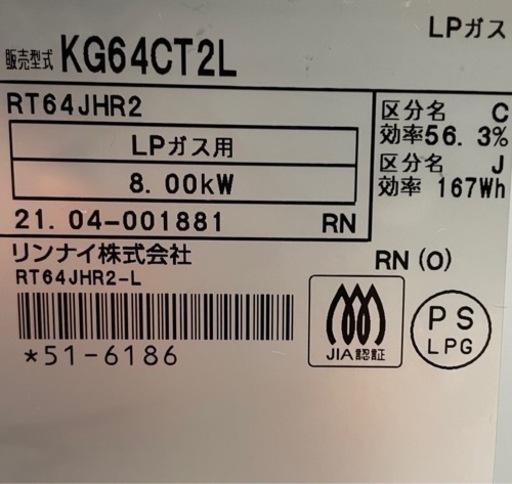 LPガス
販売型式 KG64CT2L
RT64JHR2
LPガス用
8.00kW
21.04-001881 RN
区分名 C
効率56.3%
区分名 J
効率 167Wh
リンナイ株式会社
RN(O)
RT64JHR2-L
*51-6186
JIA認証
PS
LPG